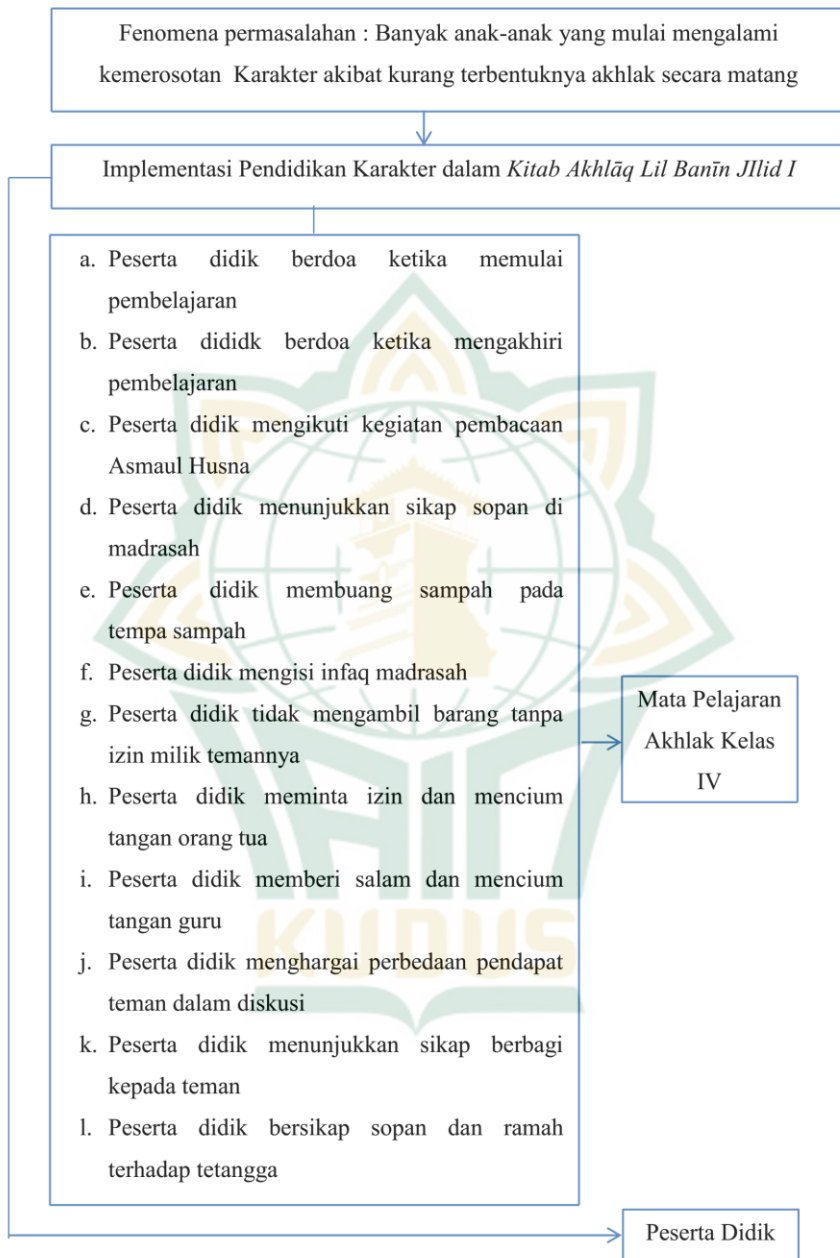 Fenomena permasalahan : Banyak anak-anak yang mulai mengalami
kemerosotan Karakter akibat kurang terbentuknya akhlak secara matang
Implementasi Pendidikan Karakter dalam Kitab Akhlāq Lil Banīn JIlid I
a. Peserta didik berdoa ketika memulai
pembelajaran
b. Peserta dididk berdoa ketika mengakhiri
pembelajaran
c. Peserta didik mengikuti kegiatan pembacaan
Asmaul Husna
d. Peserta didik menunjukkan sikap sopan di
madrasah
e. Peserta didik membuang sampah pada
tempa sampah
f. Peserta didik mengisi infaq madrasah
g. Peserta didik tidak mengambil barang tanpa
izin milik temannya
h. Peserta didik meminta izin dan mencium
tangan orang tua
i. Peserta didik memberi salam dan mencium
tangan guru
j. Peserta didik menghargai perbedaan pendapat
teman dalam diskusi
k. Peserta didik menunjukkan sikap berbagi
kepada teman
l. Peserta didik bersikap sopan dan ramah
terhadap tetangga
Mata Pelajaran
Akhlak Kelas
IV
Peserta Didik
IAIN
KUDUS